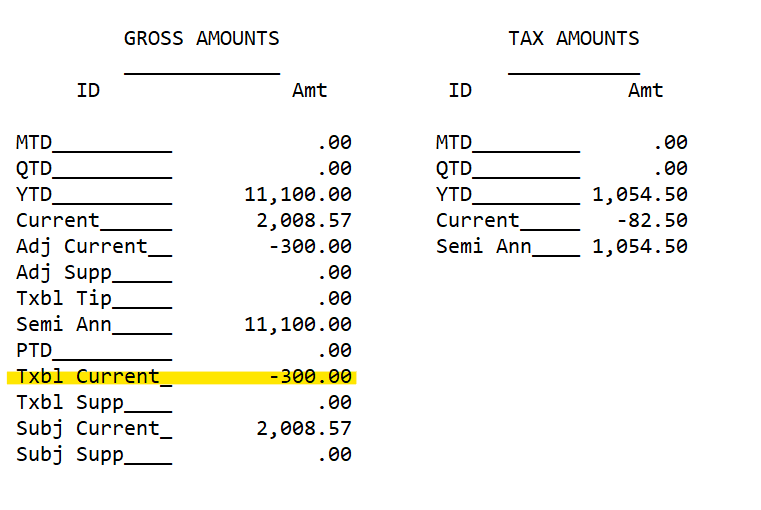 GROSS AMOUNTS TAX AMOUNTS
_____________ ___________
ID Amt ID Amt
MTD__________ .00 MTD_________ .00
QTD__________ .00 QTD_________ .00
YTD__________ 11,100.00 YTD_________ 1,054.50
Current______ 2,008.57 Current_____ -82.50
Adj Current__ -300.00 Semi Ann____ 1,054.50
Adj Supp_____ .00
Txbl Tip_____ .00
Semi Ann_____ 11,100.00
PTD__________ .00
Txbl Current_ -300.00
Txbl Supp____ .00
Subj Current_ 2,008.57
Subj Supp____ .00